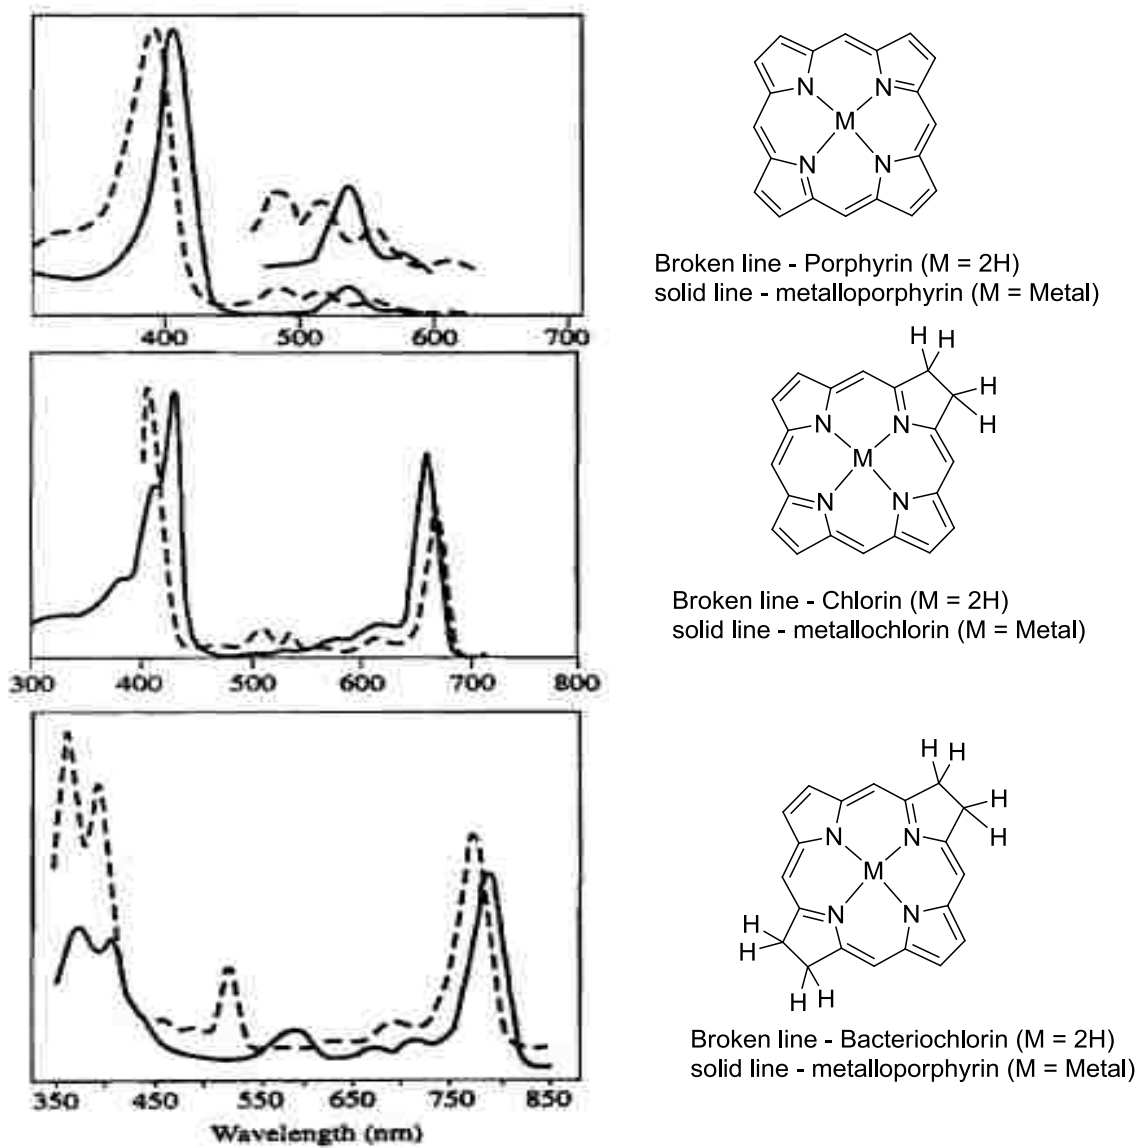 400 500 600 700
N N
M
N N
Broken line - Porphyrin (M = 2H)
solid line - metalloporphyrin (M = Metal)
300 400 500 600 700 800
H H
H
N N H
M
N N
Broken line - Chlorin (M = 2H)
solid line - metallochlorin (M = Metal)
350 450 550 650 750 850
Wavelength (nm)
H H
H
N N H
M
H N N
H
H H
Broken line - Bacteriochlorin (M = 2H)
solid line - metalloporphyrin (M = Metal)